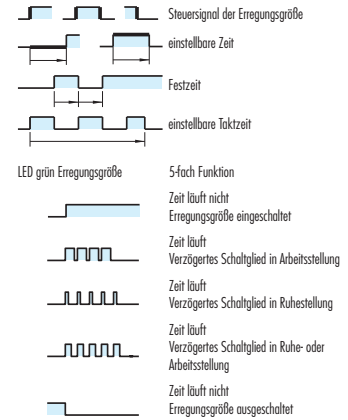 Steuersignal der Erregungsgröße
einstellbare Zeit
Festzeit
einstellbare Taktzeit
LED grün Erregungsgröße
5-fach Funktion
Zeit läuft nicht
Erregungsgröße eingeschaltet
Zeit läuft
Verzögertes Schaltglied in Arbeitsstellung
Zeit läuft
Verzögertes Schaltglied in Ruhestellung
Zeit läuft
Verzögertes Schaltglied in Ruhe- oder
Arbeitsstellung
Zeit läuft nicht
Erregungsgröße ausgeschaltet